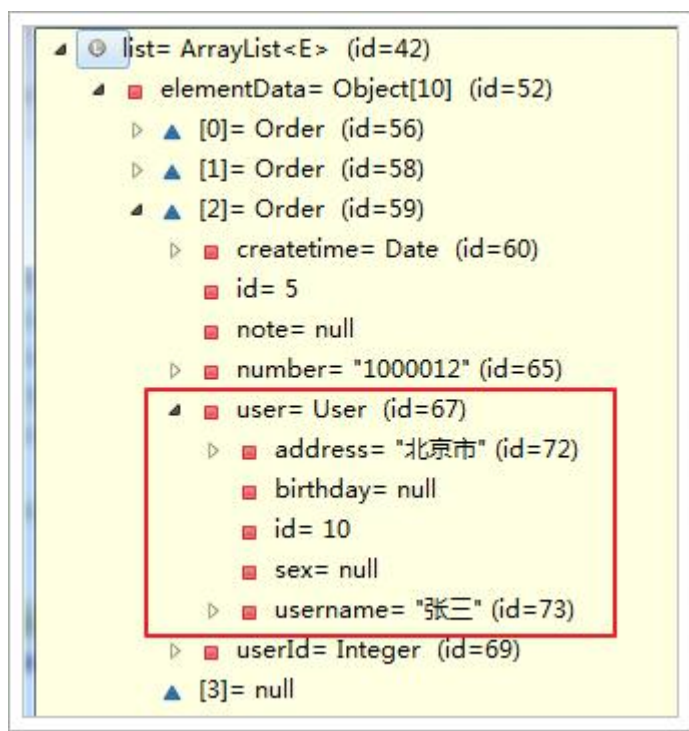 list= ArrayList<E> (id=42)
elementData= Object[10] (id=52)
[0]= Order (id=56)
[1]= Order (id=58)
[2]= Order (id=59)
createtime= Date (id=60)
id= 5
note= null
number= "1000012" (id=65)
user= User (id=67)
address= "北京市" (id=72)
birthday= null
id= 10
sex= null
username= "张三" (id=73)
userId= Integer (id=69)
[3]= null